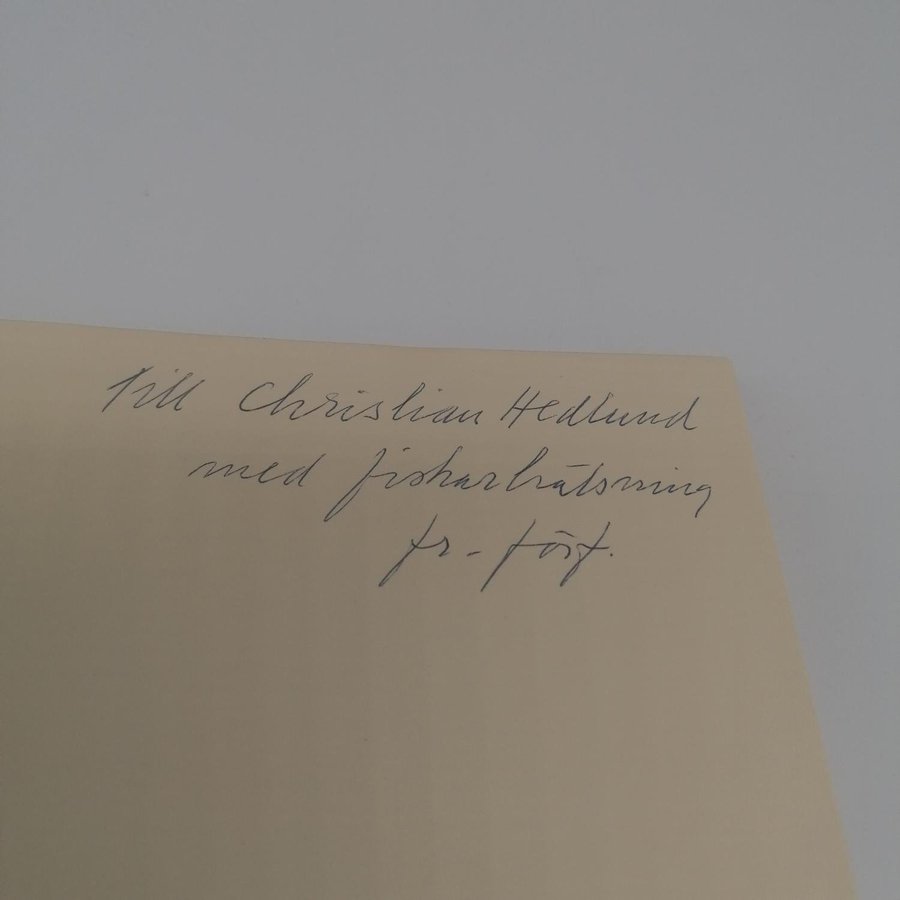 Till Christian Hedlund
med fiskarhälsning
fr. förf.